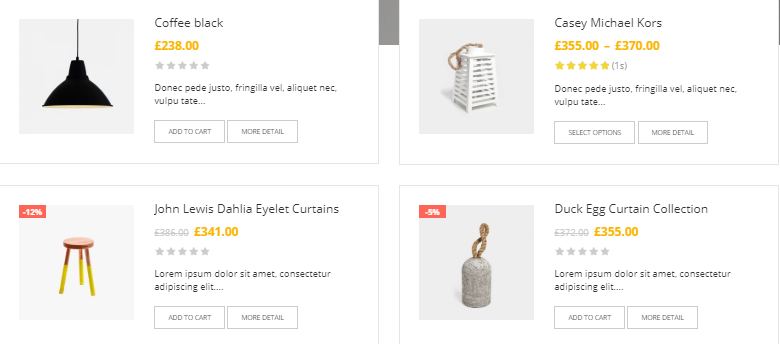 Coffee black
£238.00
Donec pede justo, fringilla vel, aliquet nec,
vulpu tate...
ADD TO CART MORE DETAIL
Casey Michael Kors
£355.00 – £370.00
(1s)
Donec pede justo, fringilla vel, aliquet nec,
vulpu tate...
SELECT OPTIONS MORE DETAIL
-12%
John Lewis Dahlia Eyelet Curtains
£386.00 £341.00
Lorem ipsum dolor sit amet, consectetur
adipiscing elit....
ADD TO CART MORE DETAIL
-5%
Duck Egg Curtain Collection
£372.00 £355.00
Lorem ipsum dolor sit amet, consectetur
adipiscing elit....
ADD TO CART MORE DETAIL